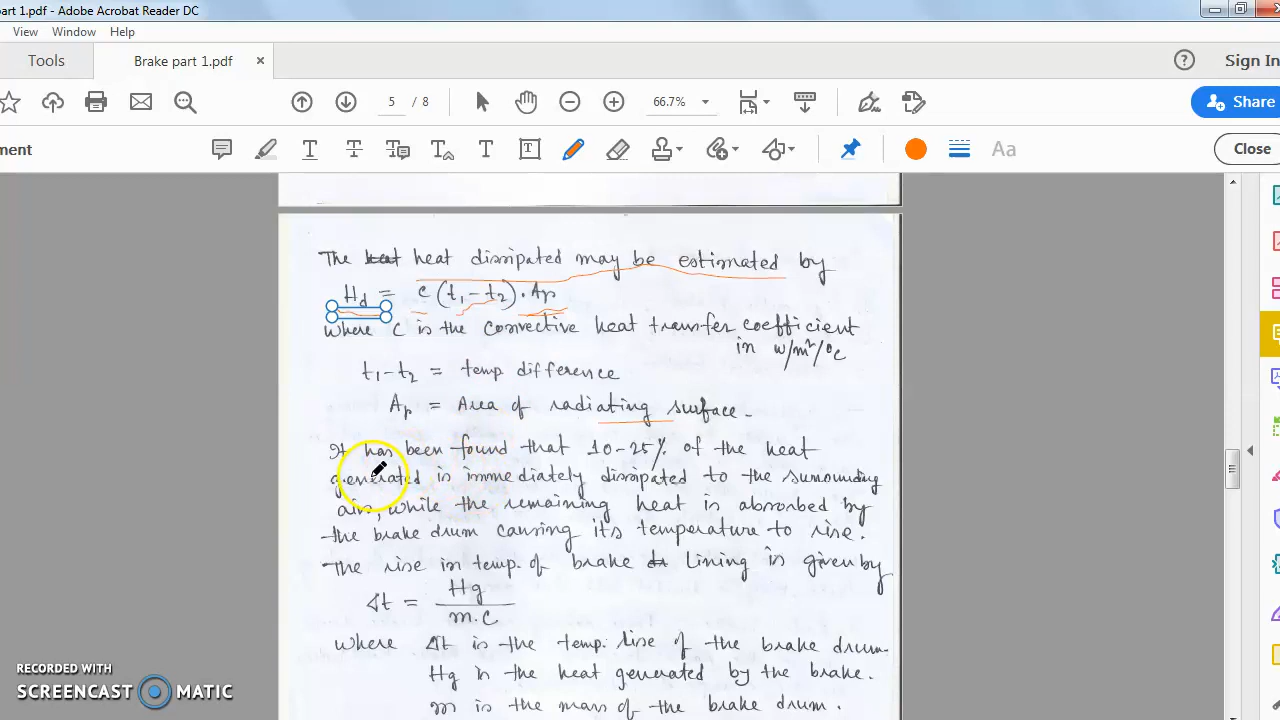 art 1.pdf - Adobe Acrobat Reader DC
View Window Help
Tools Brake part 1.pdf × Sign In
5 / 8 66.7% Share
ment Aa Close
The heat heat dissipated may be estimated by
Hd = c (t1 - t2) . Ap
Where C is the convective heat transfer coefficient
in W/m²/°C
t1 - t2 = temp difference
Ap = Area of radiating surface.
It has been found that 10-25% of the heat
generated is immediately dissipated to the surrounding
air, while the remaining heat is absorbed by
the brake drum causing its temperature to rise.
The rise in temp. of brake dr lining is given by
Δt = Hg / m.c
where Δt is the temp. rise of the brake drum
Hg is the heat generated by the brake.
m is the mass of the brake drum.
RECORDED WITH
SCREENCAST MATIC